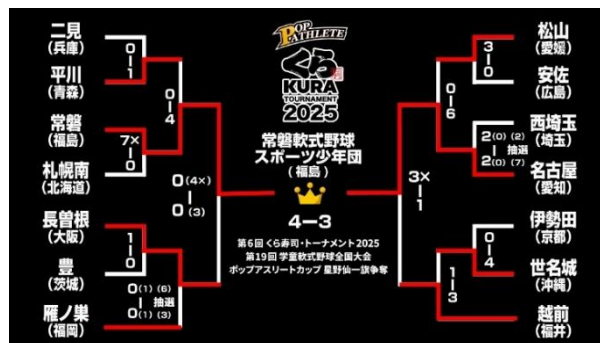 二見
(兵庫)
0-1
平川
(青森)
0-4
常磐
(福島)
7×-0
札幌南
(北海道)
0(4×)
-
0(3)
長曽根
(大阪)
1-0
豊
(茨城)
0(1)(6)
-抽選
0(1)(3)
雁ノ巣
(福岡)
POP ATHLETE
くら
KURA
TOURNAMENT
2025
常磐軟式野球
スポーツ少年団
(福島)
4-3
第6回 くら寿司・トーナメント2025
第19回 学童軟式野球全国大会
ポップアスリートカップ 星野仙一旗争奪
松山
(愛媛)
3-0
安佐
(広島)
0-6
西埼玉
(埼玉)
2(0)(2)
-抽選
2(0)(7)
名古屋
(愛知)
3×-1
伊勢田
(京都)
0-4
世名城
(沖縄)
1-3
越前
(福井)